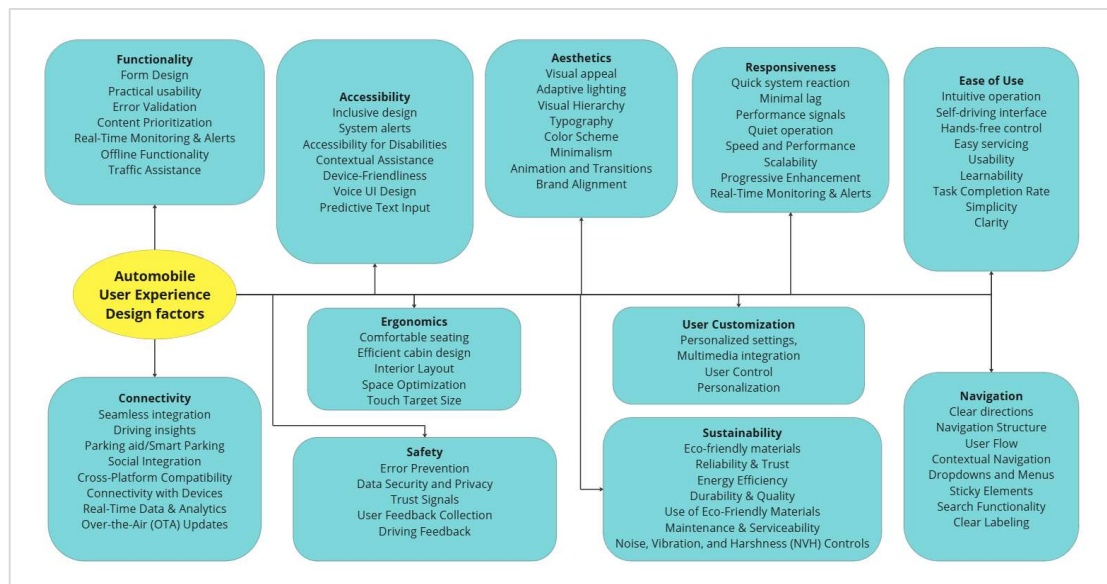 Functionality
Form Design
Practical usability
Error Validation
Content Prioritization
Real-Time Monitoring & Alerts
Offline Functionality
Traffic Assistance
Accessibility
Inclusive design
System alerts
Accessibility for Disabilities
Contextual Assistance
Device-Friendliness
Voice UI Design
Predictive Text Input
Aesthetics
Visual appeal
Adaptive lighting
Visual Hierarchy
Typography
Color Scheme
Minimalism
Animation and Transitions
Brand Alignment
Responsiveness
Quick system reaction
Minimal lag
Performance signals
Quiet operation
Speed and Performance
Scalability
Progressive Enhancement
Real-Time Monitoring & Alerts
Ease of Use
Intuitive operation
Self-driving interface
Hands-free control
Easy servicing
Usability
Learnability
Task Completion Rate
Simplicity
Clarity
Automobile
User Experience
Design factors
Ergonomics
Comfortable seating
Efficient cabin design
Interior Layout
Space Optimization
Touch Target Size
User Customization
Personalized settings,
Multimedia integration
User Control
Personalization
Connectivity
Seamless integration
Driving insights
Parking aid/Smart Parking
Social Integration
Cross-Platform Compatibility
Connectivity with Devices
Real-Time Data & Analytics
Over-the-Air (OTA) Updates
Safety
Error Prevention
Data Security and Privacy
Trust Signals
User Feedback Collection
Driving Feedback
Sustainability
Eco-friendly materials
Reliability & Trust
Energy Efficiency
Durability & Quality
Use of Eco-Friendly Materials
Maintenance & Serviceability
Noise, Vibration, and Harshness (NVH) Controls
Navigation
Clear directions
Navigation Structure
User Flow
Contextual Navigation
Dropdowns and Menus
Sticky Elements
Search Functionality
Clear Labeling